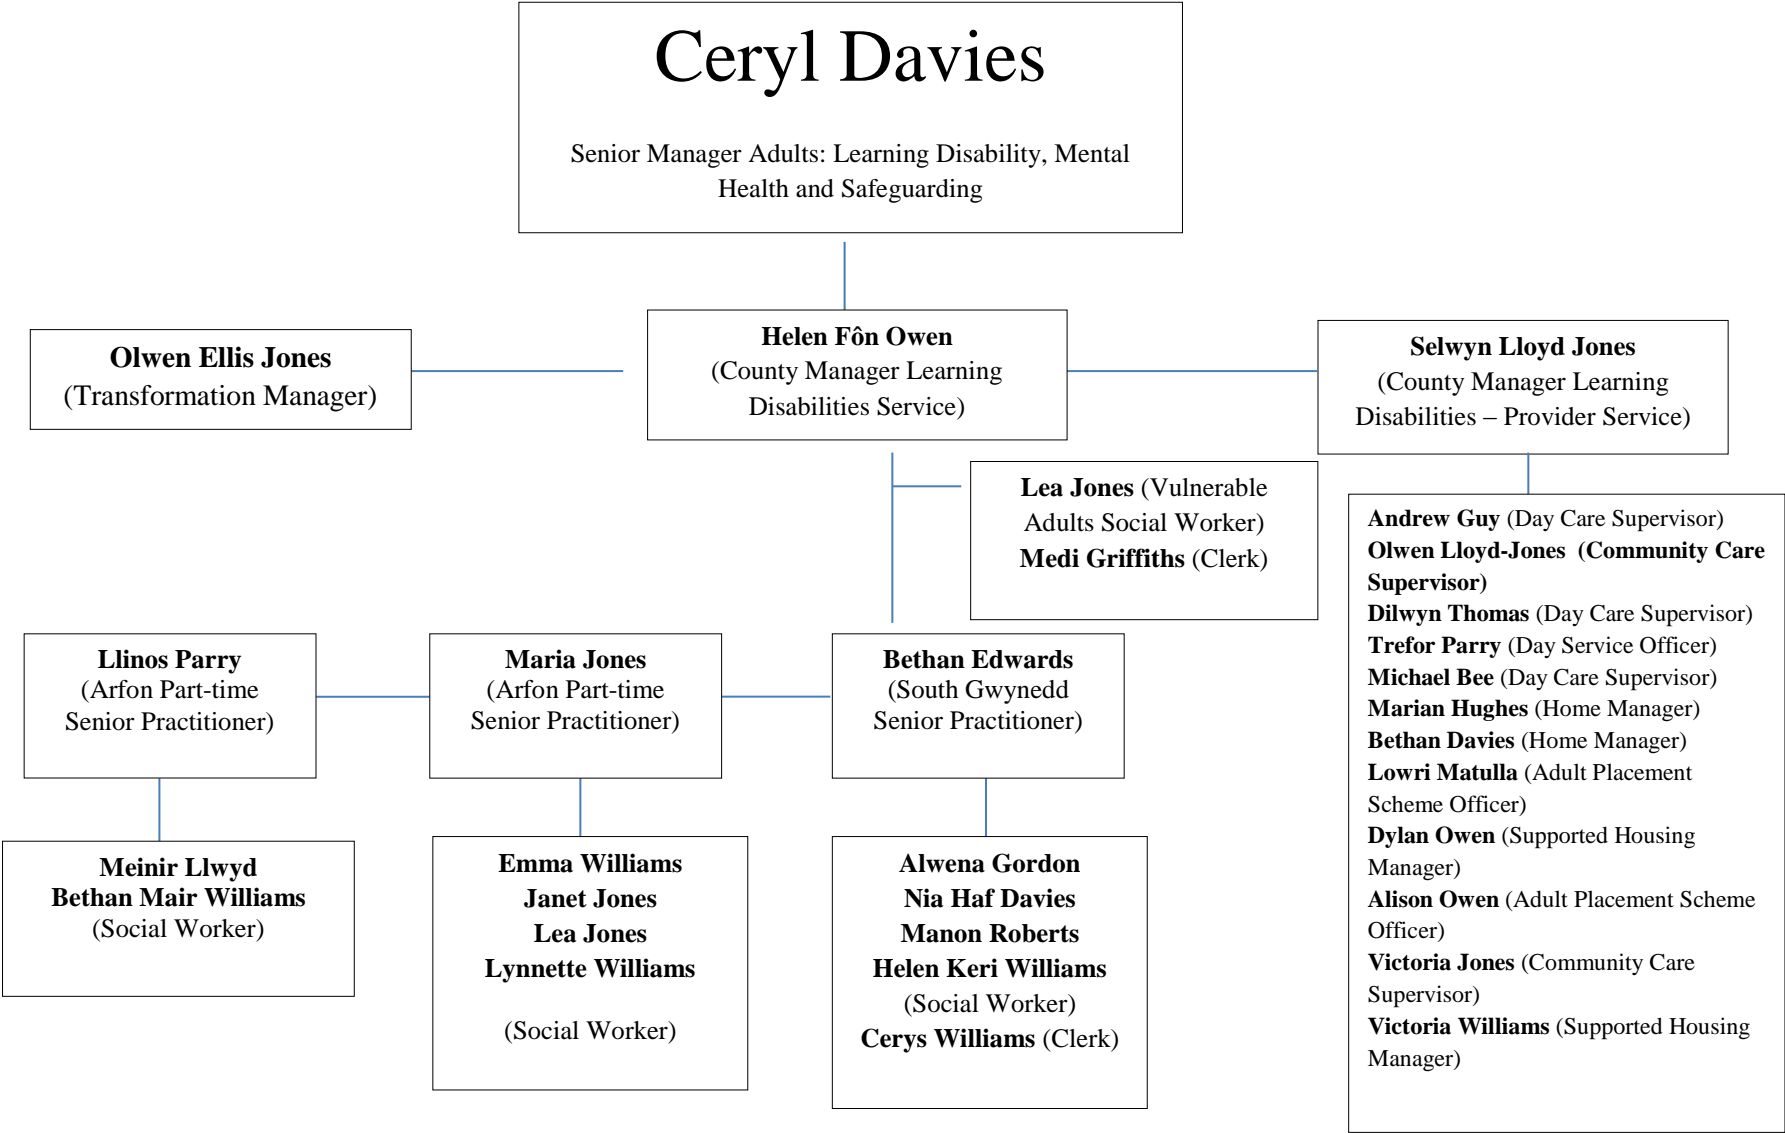 Ceryl Davies
Senior Manager Adults: Learning Disability, Mental
Health and Safeguarding
Olwen Ellis Jones
(Transformation Manager)
Helen Fôn Owen
(County Manager Learning
Disabilities Service)
Selwyn Lloyd Jones
(County Manager Learning
Disabilities – Provider Service)
Lea Jones (Vulnerable
Adults Social Worker)
Medi Griffiths (Clerk)
Andrew Guy (Day Care Supervisor)
Olwen Lloyd-Jones  (Community Care
Supervisor)
Dilwyn Thomas (Day Care Supervisor)
Trefor Parry (Day Service Officer)
Michael Bee (Day Care Supervisor)
Marian Hughes (Home Manager)
Bethan Davies (Home Manager)
Lowri Matulla (Adult Placement
Scheme Officer)
Dylan Owen (Supported Housing
Manager)
Alison Owen (Adult Placement Scheme
Officer)
Victoria Jones (Community Care
Supervisor)
Victoria Williams (Supported Housing
Manager)
Llinos Parry
(Arfon Part-time
Senior Practitioner)
Maria Jones
(Arfon Part-time
Senior Practitioner)
Bethan Edwards
(South Gwynedd
Senior Practitioner)
Meinir Llwyd
Bethan Mair Williams
(Social Worker)
Emma Williams
Janet Jones
Lea Jones
Lynnette Williams
(Social Worker)
Alwena Gordon
Nia Haf Davies
Manon Roberts
Helen Keri Williams
(Social Worker)
Cerys Williams (Clerk)